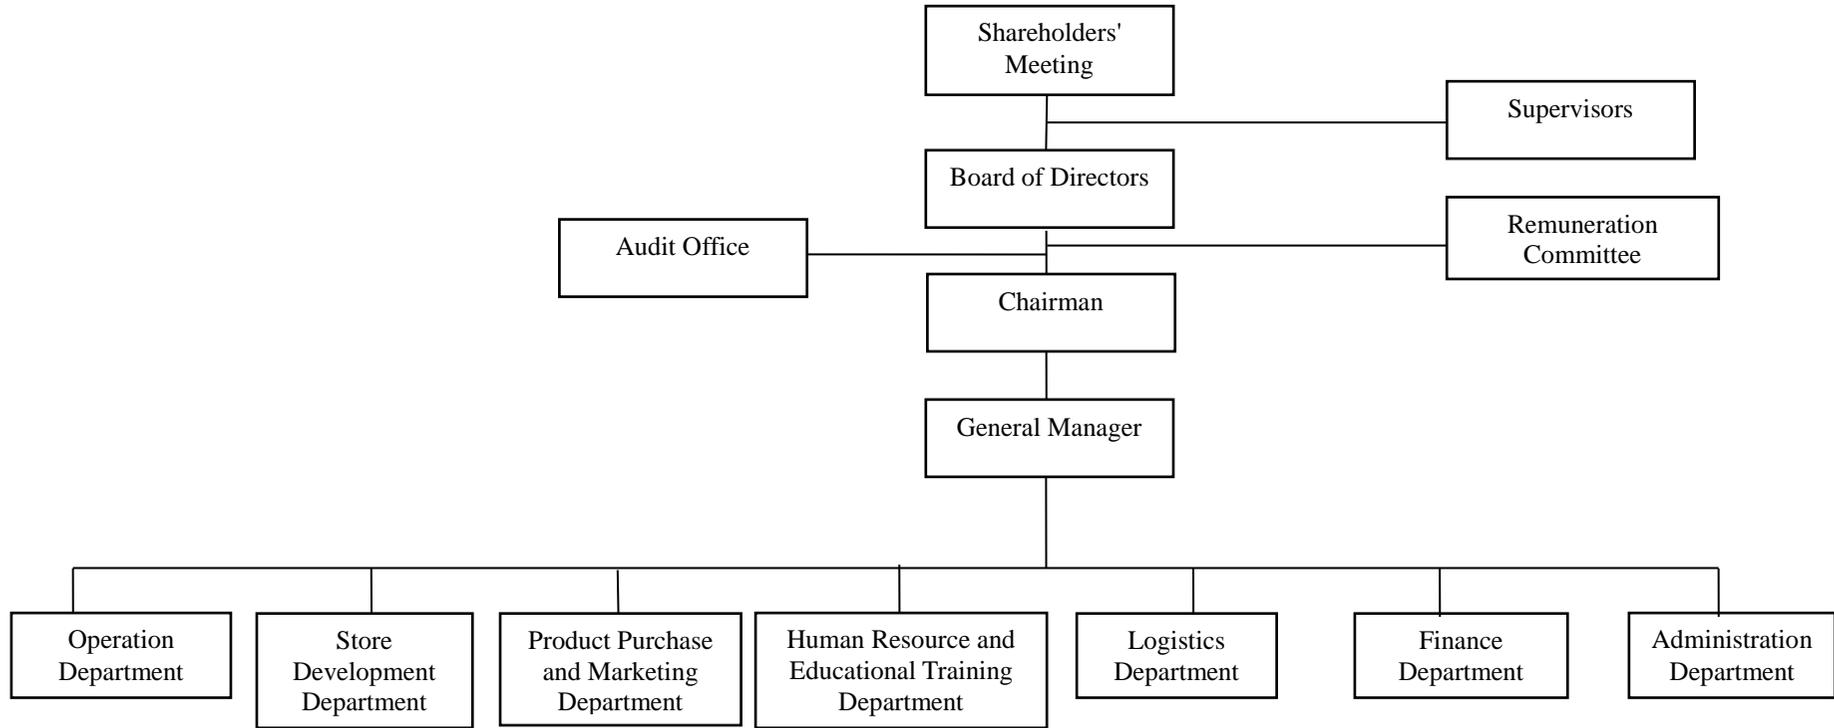 Shareholders'
Meeting
Supervisors
Board of Directors
Remuneration
Committee
Audit Office
Chairman
General Manager
Operation
Department
Store
Development
Department
Product Purchase
and Marketing
Department
Human Resource and
Educational Training
Department
Logistics
Department
Finance
Department
Administration
Department